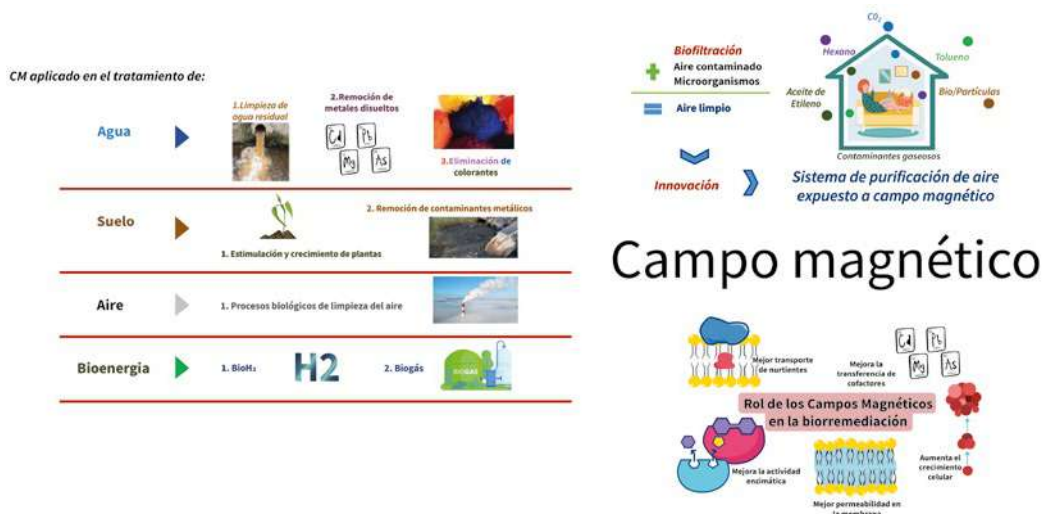 CM aplicado en el tratamiento de:
Agua
1.Limpieza de
agua residual
2.Remoción de
metales disueltos
Cd
Pb
Mg
As
3.Eliminación de
colorantes
Suelo
1. Estimulación y crecimiento de plantas
2. Remoción de contaminantes metálicos
Aire
1. Procesos biológicos de limpieza del aire
Bioenergia
1. BioH₂
H2
2. Biogás
BIOGAS
Biofiltración
Aire contaminado
Microorganismos
Aire limpio
Innovación
CO₂
Hexano
Tolueno
Aceite de
Etileno
Bio/Partículas
Contaminantes gaseosos
Sistema de purificación de aire
expuesto a campo magnético
Campo magnético
Mejor transporte
de nurtientes
Mejora la
transferencia de
cofactores
Cd
Pb
Mg
As
Rol de los Campos Magnéticos
en la biorremediación
Mejora la actividad
enzimática
Mejor permeabilidad en
la membrana
Aumenta el
crecimiento
celular